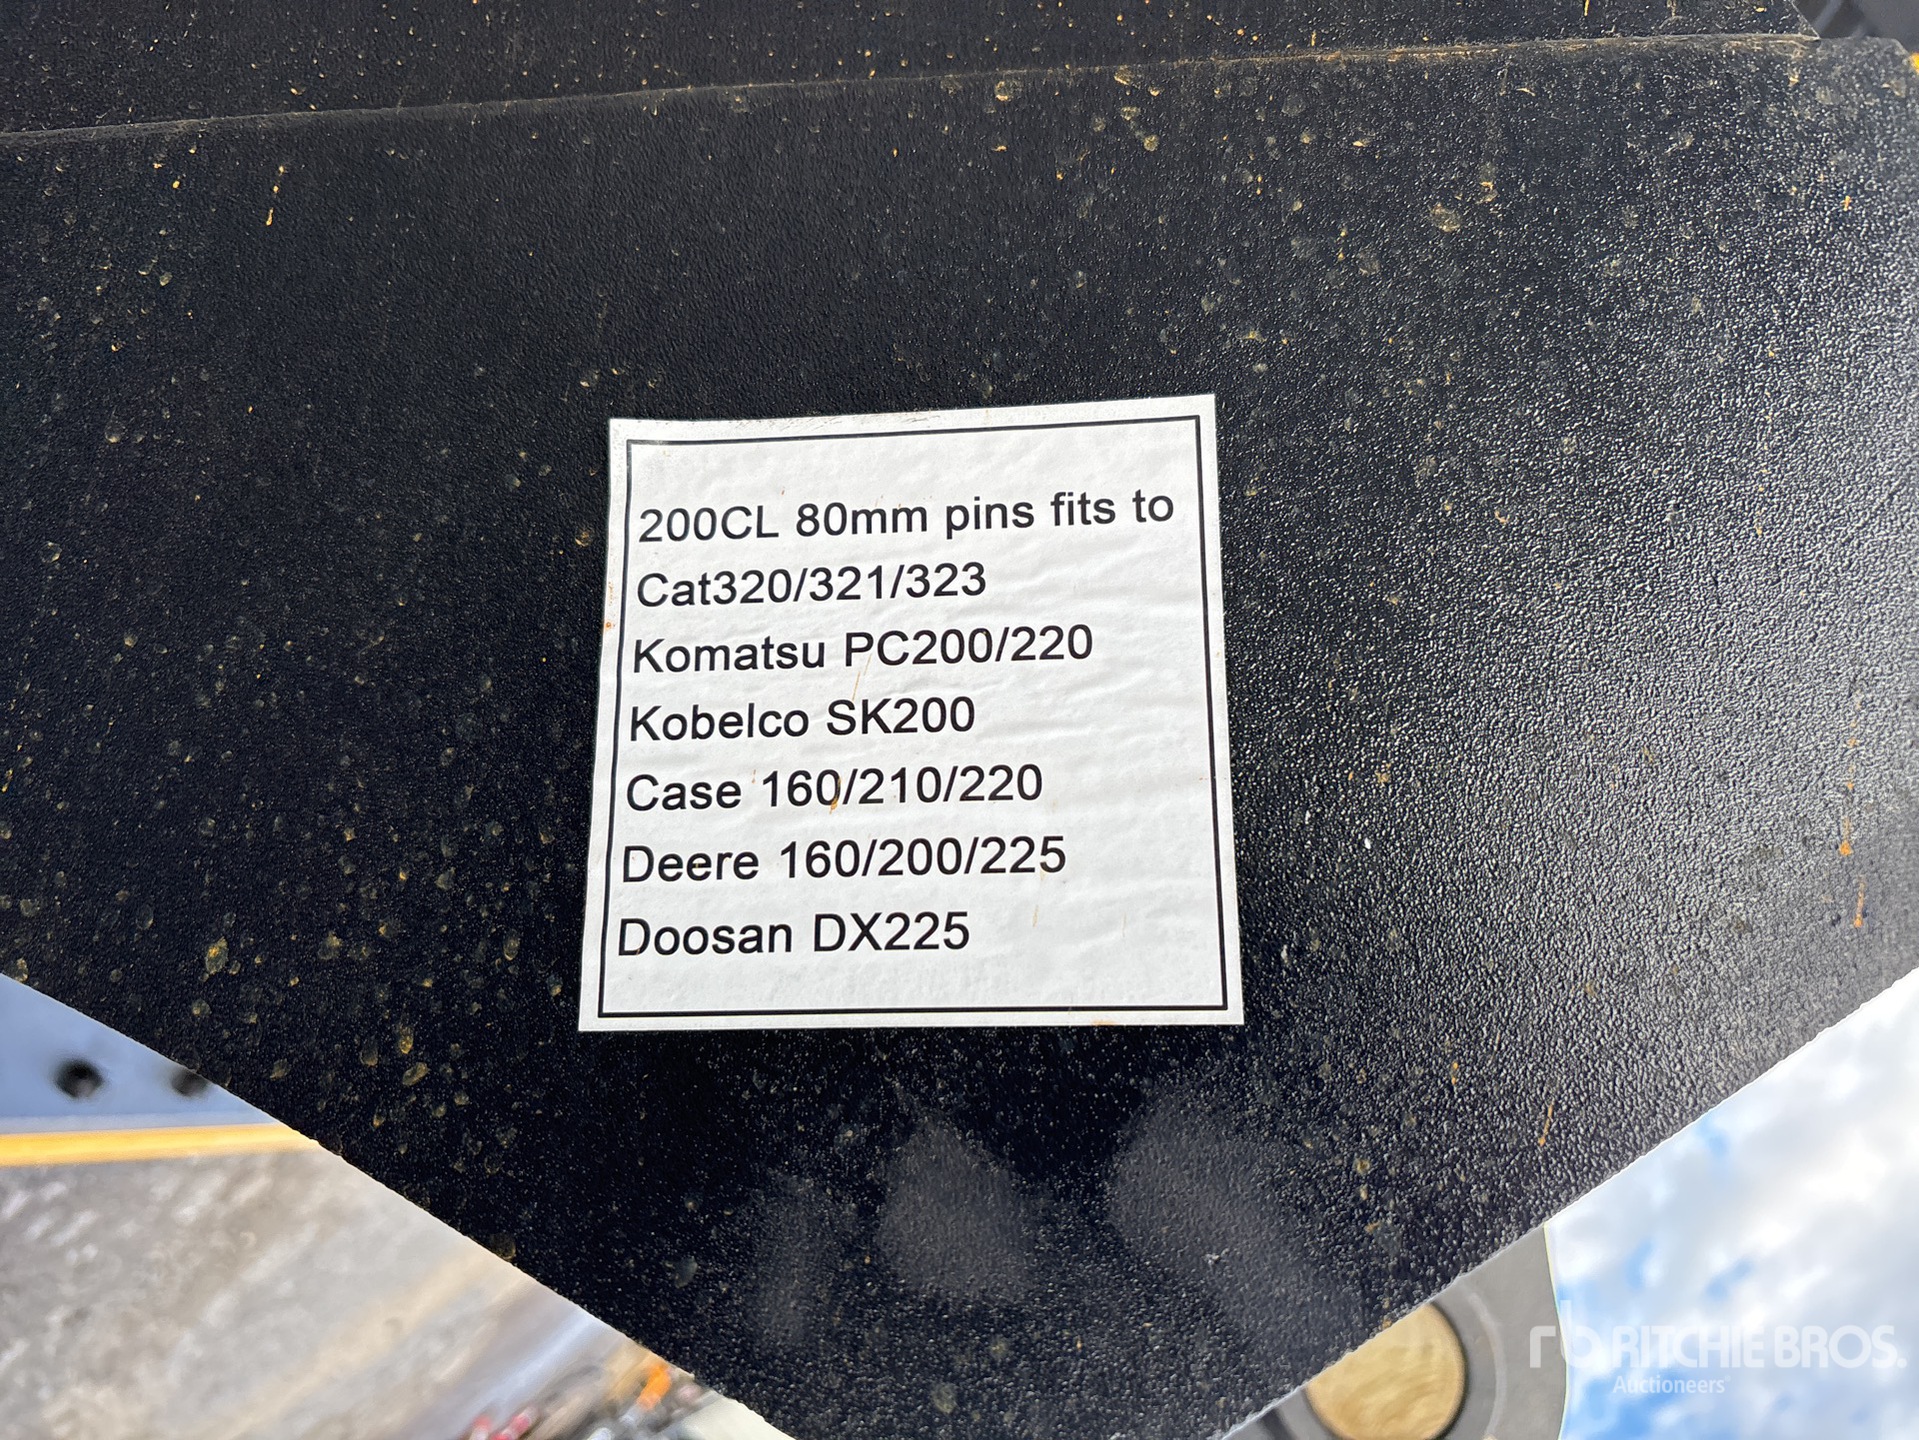 200CL 80mm pins fits to
Cat320/321/323
Komatsu PC200/220
Kobelco SK200
Case 160/210/220
Deere 160/200/225
Doosan DX225
rb RITCHIE BROS.
Auctioneers